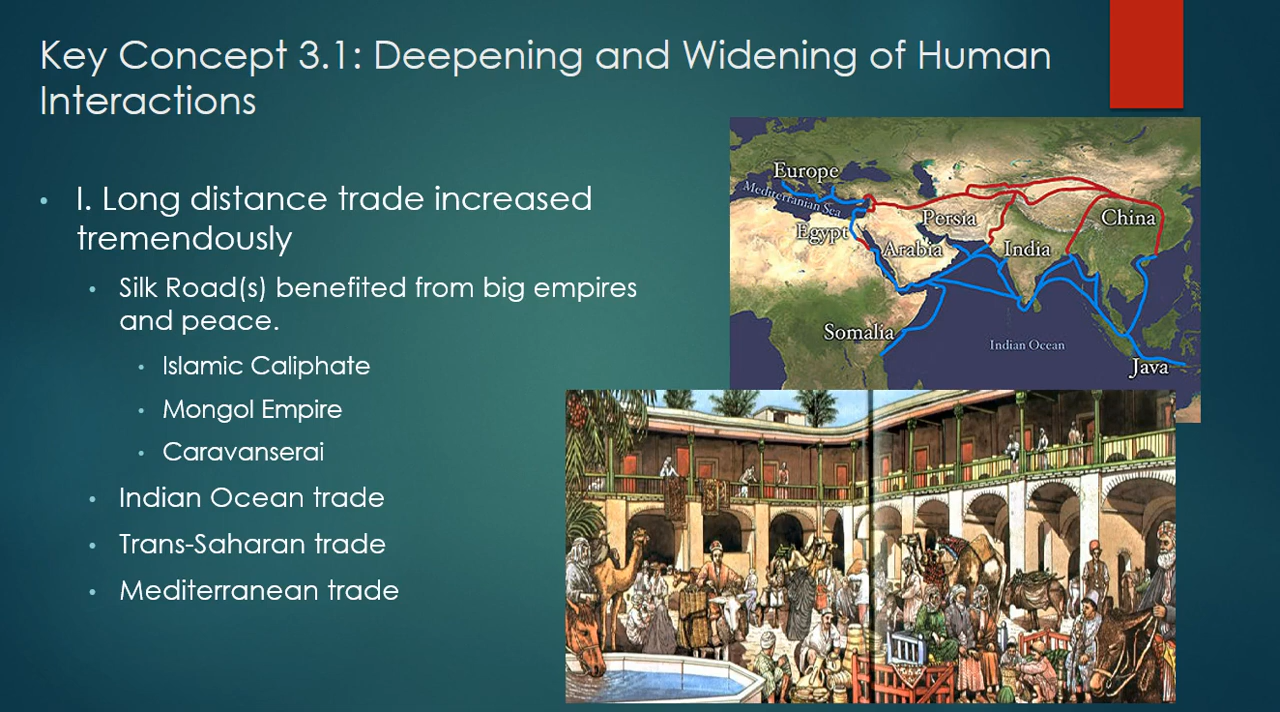 Key Concept 3.1: Deepening and Widening of Human
Interactions
• I. Long distance trade increased
tremendously
• Silk Road(s) benefited from big empires
and peace.
• Islamic Caliphate
• Mongol Empire
• Caravanserai
• Indian Ocean trade
• Trans-Saharan trade
• Mediterranean trade
Europe
Mediterranean Sea
Egypt
Arabia
Persia
India
China
Somalia
Indian Ocean
Java